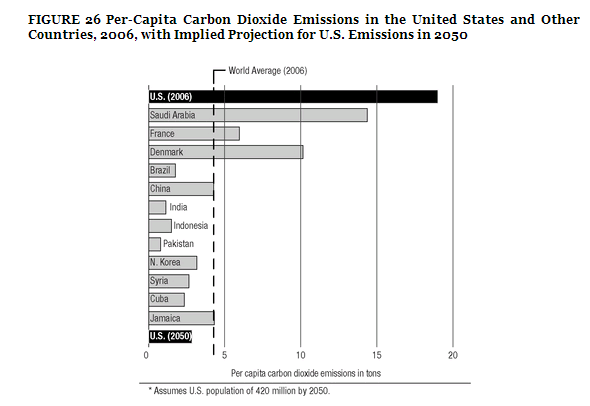 FIGURE 26 Per-Capita Carbon Dioxide Emissions in the United States and Other
Countries, 2006, with Implied Projection for U.S. Emissions in 2050
World Average (2006)
U.S. (2006)
Saudi Arabia
France
Denmark
Brazil
China
India
Indonesia
Pakistan
N. Korea
Syria
Cuba
Jamaica
U.S. (2050)
0 5 10 15 20
Per capita carbon dioxide emissions in tons
* Assumes U.S. population of 420 million by 2050.